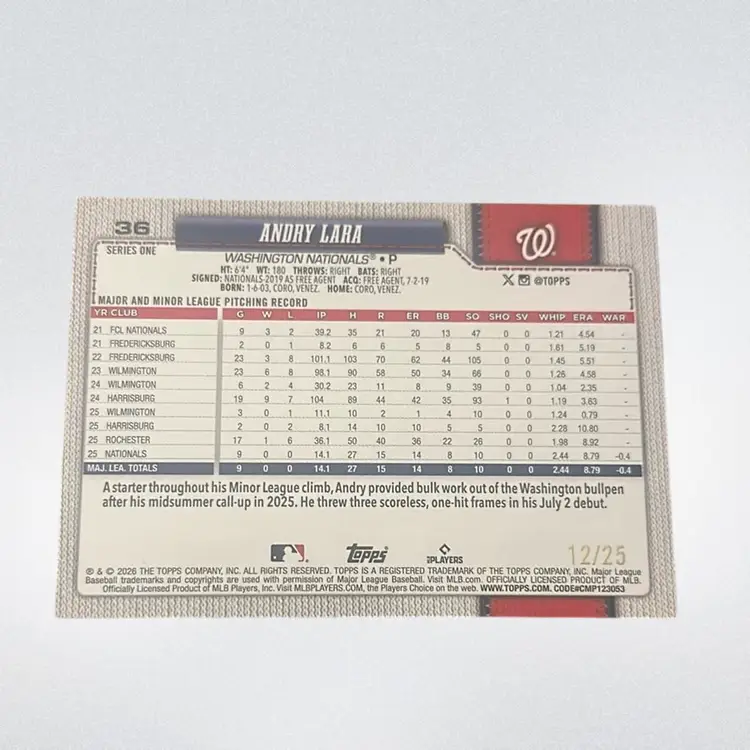 36
ANDRY LARA
W
SERIES ONE
WASHINGTON NATIONALS® • P
HT: 6'4" WT: 180 THROWS: RIGHT BATS: RIGHT
SIGNED: NATIONALS-2019 AS FREE AGENT ACQ: FREE AGENT, 7-2-19
BORN: 1-6-03, CORO, VENEZ. HOME: CORO, VENEZ.
X @TOPPS
MAJOR AND MINOR LEAGUE PITCHING RECORD
YR CLUB G W L IP H R ER BB SO SHO SV WHIP ERA WAR
21 FCL NATIONALS 9 3 2 39.2 35 21 20 13 47 0 0 1.21 4.54 -
21 FREDERICKSBURG 2 0 1 8.2 6 6 5 8 5 0 0 1.61 5.19 -
22 FREDERICKSBURG 23 3 8 101.1 103 70 62 44 105 0 0 1.45 5.51 -
23 WILMINGTON 23 6 8 98.1 90 58 50 34 66 0 0 1.26 4.58 -
24 WILMINGTON 6 2 4 30.2 23 11 8 9 39 0 0 1.04 2.35 -
24 HARRISBURG 19 9 7 104 89 44 42 35 93 1 0 1.19 3.63 -
25 WILMINGTON 3 0 1 11.1 10 2 1 4 10 0 0 1.24 0.79 -
25 HARRISBURG 2 0 2 8.1 14 10 10 5 5 0 0 2.28 10.80 -
25 ROCHESTER 17 1 6 36.1 50 40 36 22 26 0 0 1.98 8.92 -
25 NATIONALS 9 0 0 14.1 27 15 14 8 10 0 0 2.44 8.79 -0.4
MAJ. LEA. TOTALS 9 0 0 14.1 27 15 14 8 10 0 0 2.44 8.79 -0.4
A starter throughout his Minor League climb, Andry provided bulk work out of the Washington bullpen
after his midsummer call-up in 2025. He threw three scoreless, one-hit frames in his July 2 debut.
Topps
PLAYERS
12/25
® & © 2026 THE TOPPS COMPANY, INC. ALL RIGHTS RESERVED. TOPPS IS A REGISTERED TRADEMARK OF THE TOPPS COMPANY, INC. Major League
Baseball trademarks and copyrights are used with permission of Major League Baseball. Visit MLB.com. OFFICIALLY LICENSED PRODUCT OF MLB.
Officially Licensed Product of MLB Players, Inc. Visit MLBPLAYERS.COM, the Players Choice on the web. WWW.TOPPS.COM. CODE#CMP123053